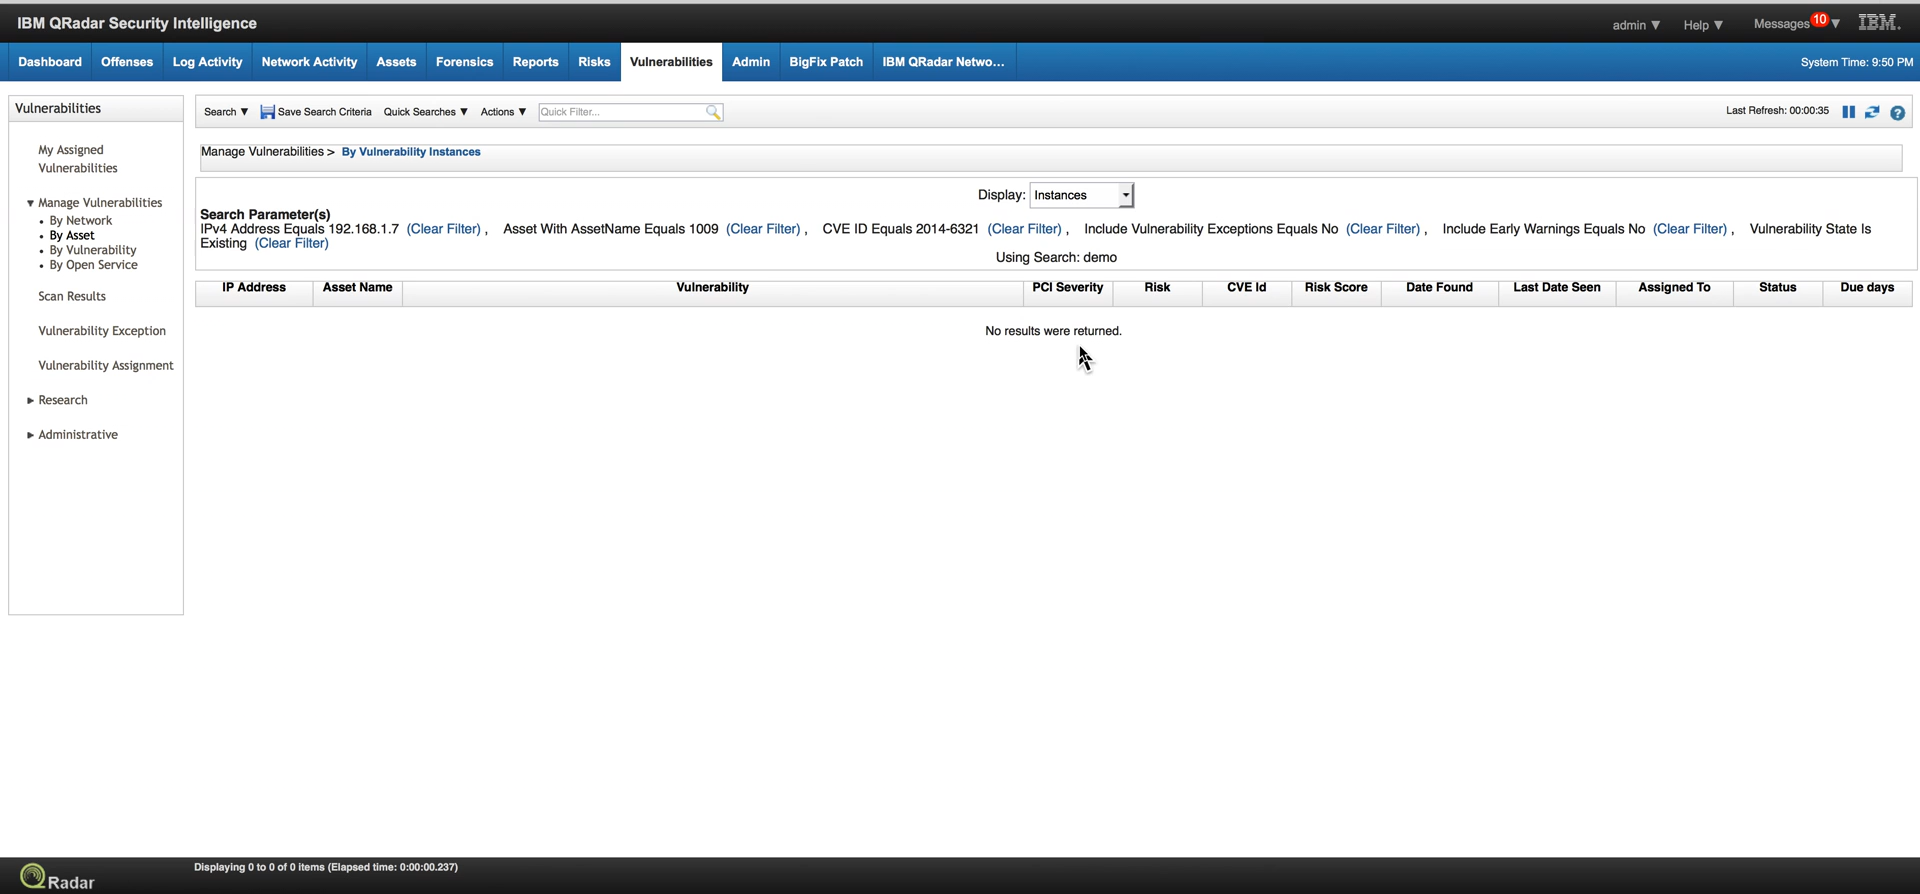 IBM QRadar Security Intelligence
admin ▼ Help ▼ Messages 10 ▼ IBM.
Dashboard Offenses Log Activity Network Activity Assets Forensics Reports Risks Vulnerabilities Admin BigFix Patch IBM QRadar Netwo... System Time: 9:50 PM
Vulnerabilities
My Assigned
Vulnerabilities
▼ Manage Vulnerabilities
• By Network
• By Asset
• By Vulnerability
• By Open Service
Scan Results
Vulnerability Exception
Vulnerability Assignment
► Research
► Administrative
Search ▼ Save Search Criteria Quick Searches ▼ Actions ▼ Quick Filter... Last Refresh: 00:00:35 ?
Manage Vulnerabilities > By Vulnerability Instances
Display: Instances
Search Parameter(s)
IPv4 Address Equals 192.168.1.7 (Clear Filter) , Asset With AssetName Equals 1009 (Clear Filter) , CVE ID Equals 2014-6321 (Clear Filter) , Include Vulnerability Exceptions Equals No (Clear Filter) , Include Early Warnings Equals No (Clear Filter) , Vulnerability State Is
Existing (Clear Filter)
Using Search: demo
IP Address Asset Name Vulnerability PCI Severity Risk CVE Id Risk Score Date Found Last Date Seen Assigned To Status Due days
No results were returned.
Displaying 0 to 0 of 0 items (Elapsed time: 0:00:00.237)
QRadar